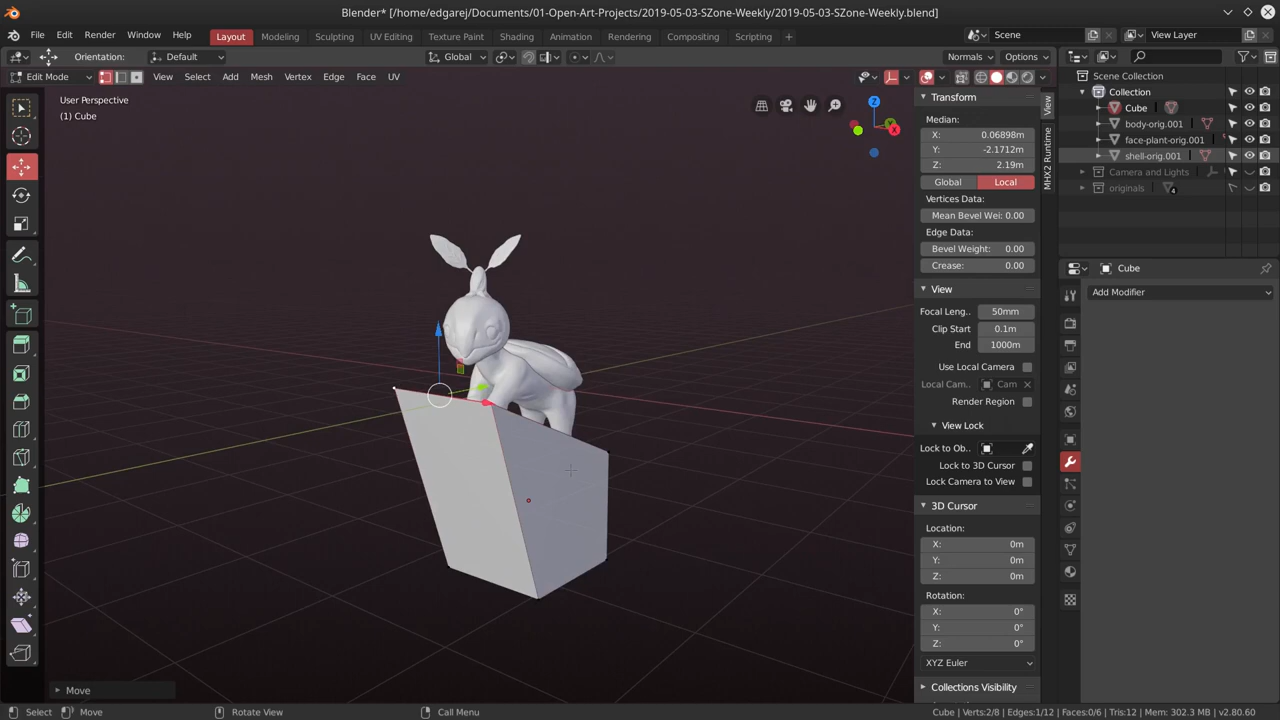 Blender* [/home/edgarej/Documents/01-Open-Art-Projects/2019-05-03-SZone-Weekly/2019-05-03-SZone-Weekly.blend]
File Edit Render Window Help Layout Modeling Sculpting UV Editing Texture Paint Shading Animation Rendering Compositing Scripting + Scene View Layer
Orientation: Default Global Normals Options
Edit Mode View Select Add Mesh Vertex Edge Face UV
User Perspective
(1) Cube
Z
Y
X
View
MHX2 Runtime
Transform
Median:
X: 0.06898m
Y: -2.1712m
Z: 2.19m
Global Local
Vertices Data:
Mean Bevel Wei: 0.00
Edge Data:
Bevel Weight: 0.00
Crease: 0.00
View
Focal Leng.. 50mm
Clip Start 0.1m
End 1000m
Use Local Camera
Local Cam.. Cam
Render Region
View Lock
Lock to Ob..
Lock to 3D Cursor
Lock Camera to View
3D Cursor
Location:
X: 0m
Y: 0m
Z: 0m
Rotation:
X: 0°
Y: 0°
Z: 0°
XYZ Euler
Collections Visibility
Scene Collection
Collection
Cube
body-orig.001
face-plant-orig.001
shell-orig.001
Camera and Lights
originals 4
Cube
Add Modifier
Move
Select Move Rotate View Call Menu Cube | Verts:2/8 | Edges:1/12 | Faces:0/6 | Tris:12 | Mem: 302.3 MB | v2.80.60